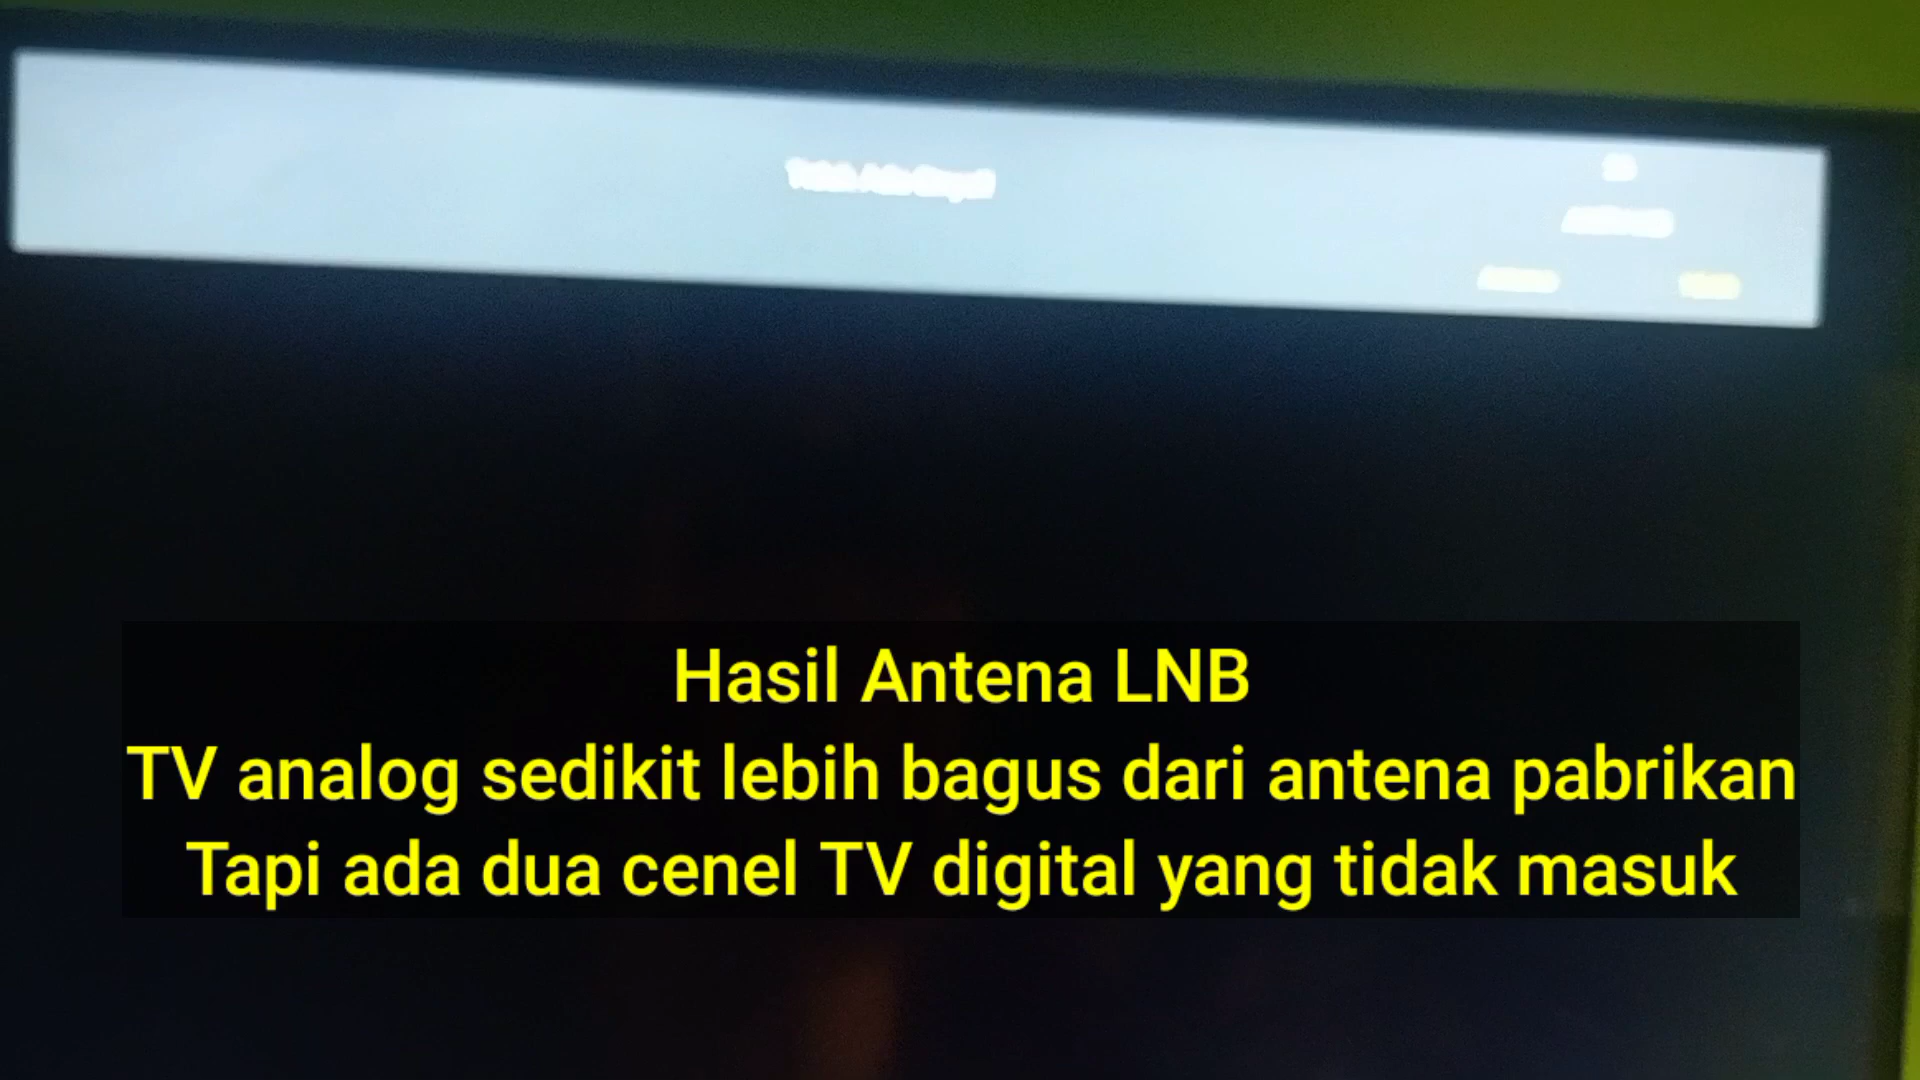 Hasil Antena LNB
TV analog sedikit lebih bagus dari antena pabrikan
Tapi ada dua cenel TV digital yang tidak masuk